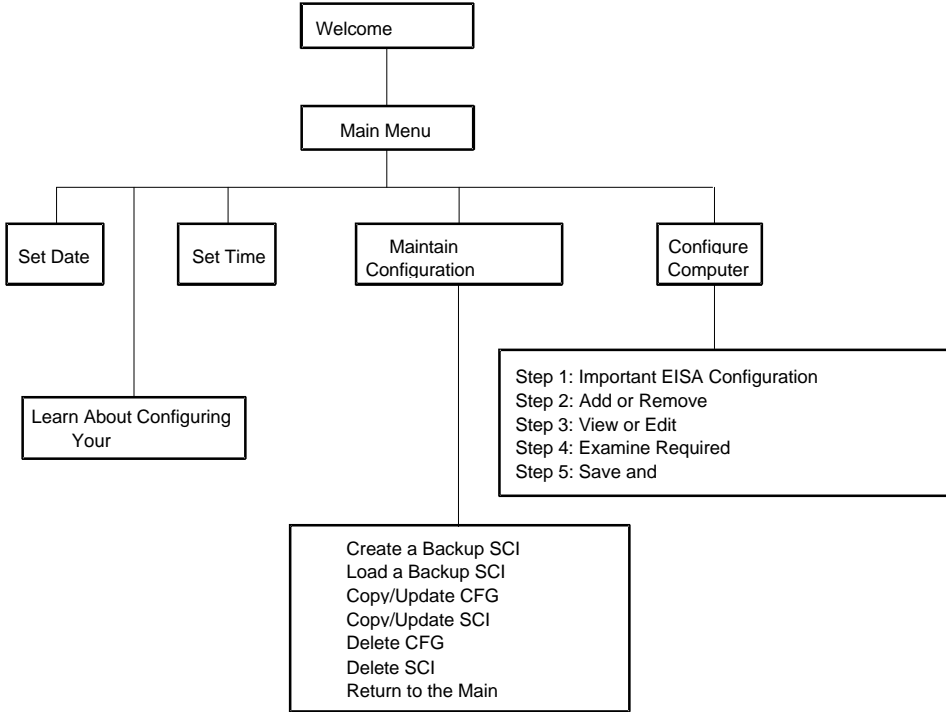 Welcome
Main Menu
Set Date
Set Time
Maintain
Configuration
Configure
Computer
Learn About Configuring
Your
Step 1: Important EISA Configuration
Step 2: Add or Remove
Step 3: View or Edit
Step 4: Examine Required
Step 5: Save and
Create a Backup SCI
Load a Backup SCI
Copy/Update CFG
Copy/Update SCI
Delete CFG
Delete SCI
Return to the Main